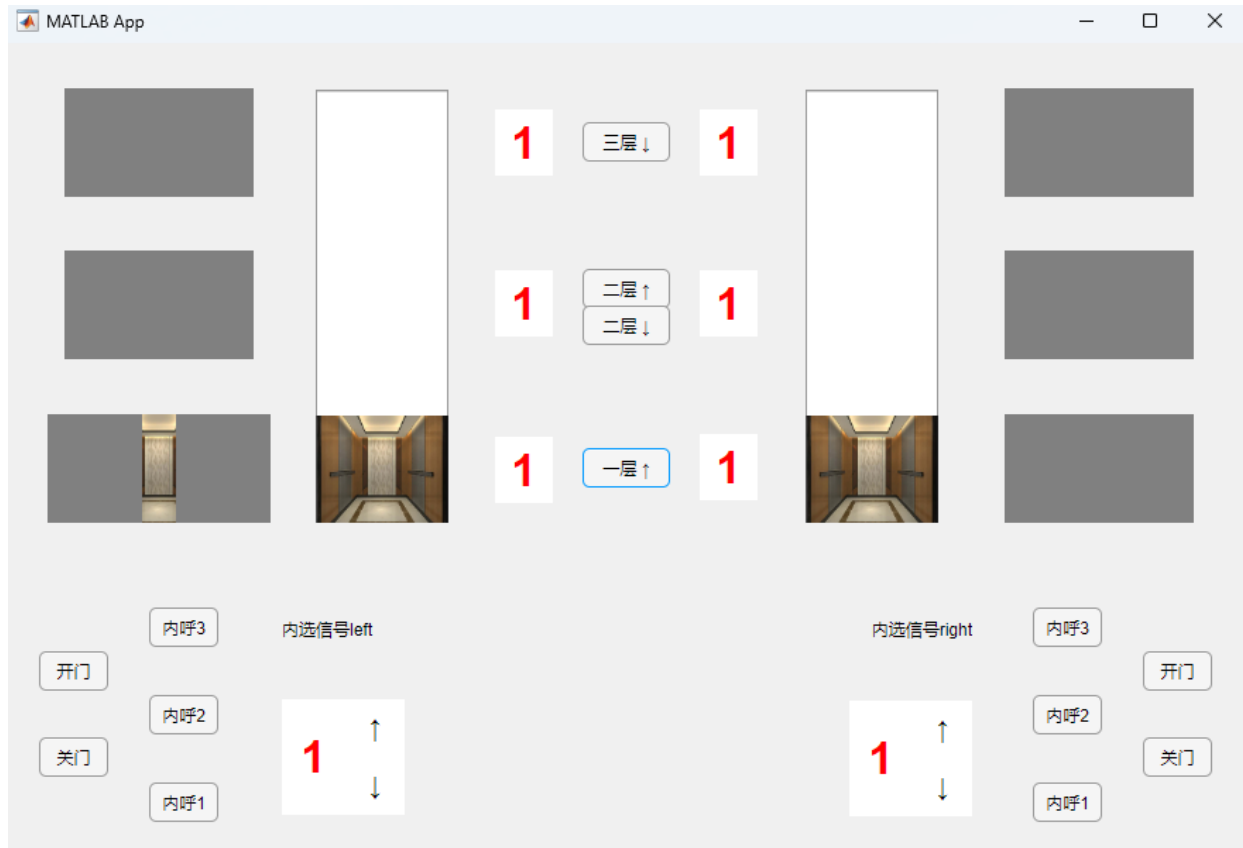 MATLAB App
1
三层↓
1
1
二层↑
二层↓
1
1
一层↑
1
内呼3
内选信号left
内选信号right
内呼3
开门
开门
内呼2
内呼2
1
↑
↓
1
↑
↓
关门
关门
内呼1
内呼1